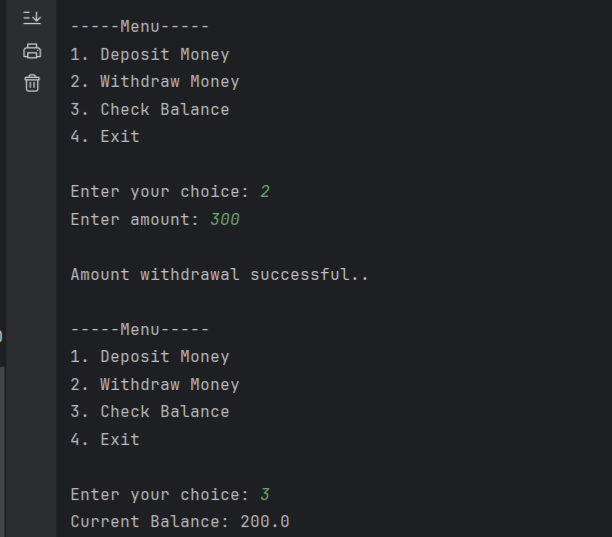 -----Menu-----
1. Deposit Money
2. Withdraw Money
3. Check Balance
4. Exit
Enter your choice: 2
Enter amount: 300
Amount withdrawal successful..
-----Menu-----
1. Deposit Money
2. Withdraw Money
3. Check Balance
4. Exit
Enter your choice: 3
Current Balance: 200.0